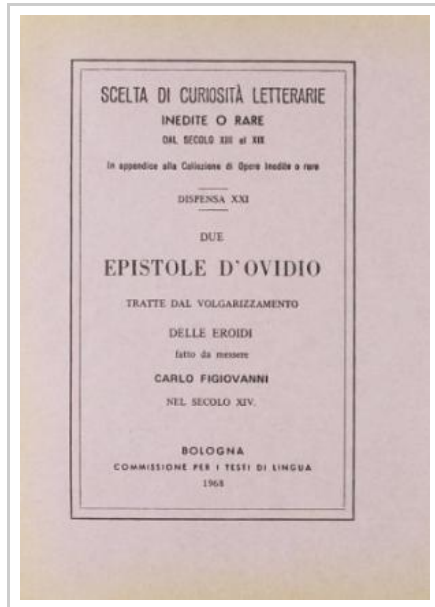 SCELTA DI CURIOSITÀ LETTERARIE
INEDITE O RARE
DAL SECOLO XIII al XIX
In appendice alla Collezione di Opere inedite o rare
DISPENSA XXI
DUE
EPISTOLE D'OVIDIO
TRATTE DAL VOLGARIZZAMENTO
DELLE EROIDI
fatto da messere
CARLO FIGIOVANNI
NEL SECOLO XIV.
BOLOGNA
COMMISSIONE PER I TESTI DI LINGUA
1968